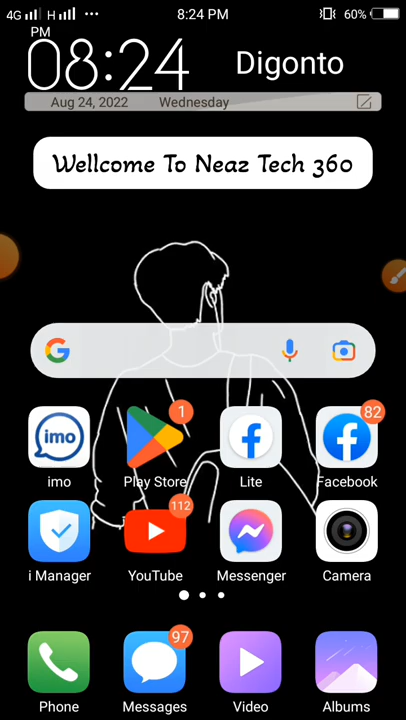 4G H 8:24 PM 60%
PM
08:24 Digonto
Aug 24, 2022 Wednesday
Wellcome To Neaz Tech 360
G
1
82
imo
imo Play Store Lite Facebook
112
i Manager YouTube Messenger Camera
97
Phone Messages Video Albums